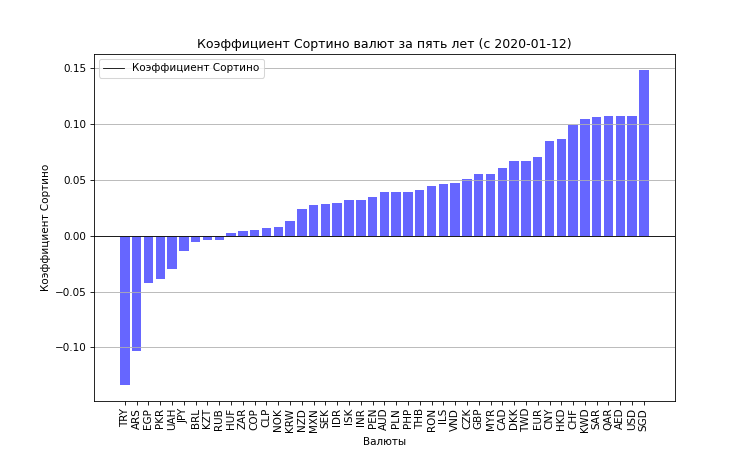 Коэффициент Сортино валют за пять лет (с 2020-01-12)
Коэффициент Сортино
Коэффициент Сортино
0.15
0.10
0.05
0.00
−0.05
−0.10
TRY ARS EGP PKR UAH JPY BRL KZT RUB HUF ZAR COP CLP NOK KRW NZD MXN SEK IDR ISK INR PEN AUD PLN PHP THB RON ILS VND CZK GBP MYR CAD DKK TWD EUR CNY HKD CHF KWD SAR QAR AED USD SGD
Валюты